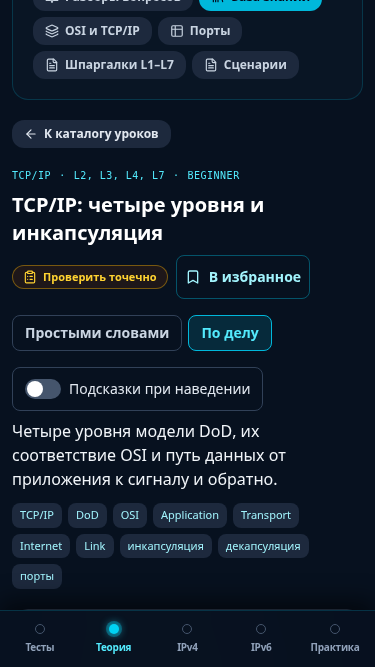 OSI и TCP/IP
Порты
Шпаргалки L1–L7
Сценарии
К каталогу уроков
TCP/IP · L2, L3, L4, L7 · BEGINNER
TCP/IP: четыре уровня и
инкапсуляция
Проверить точечно
В избранное
Простыми словами
По делу
Подсказки при наведении
Четыре уровня модели DoD, их
соответствие OSI и путь данных от
приложения к сигналу и обратно.
TCP/IP
DoD
OSI
Application
Transport
Internet
Link
инкапсуляция
декапсуляция
порты
Тесты
Теория
IPv4
IPv6
Практика